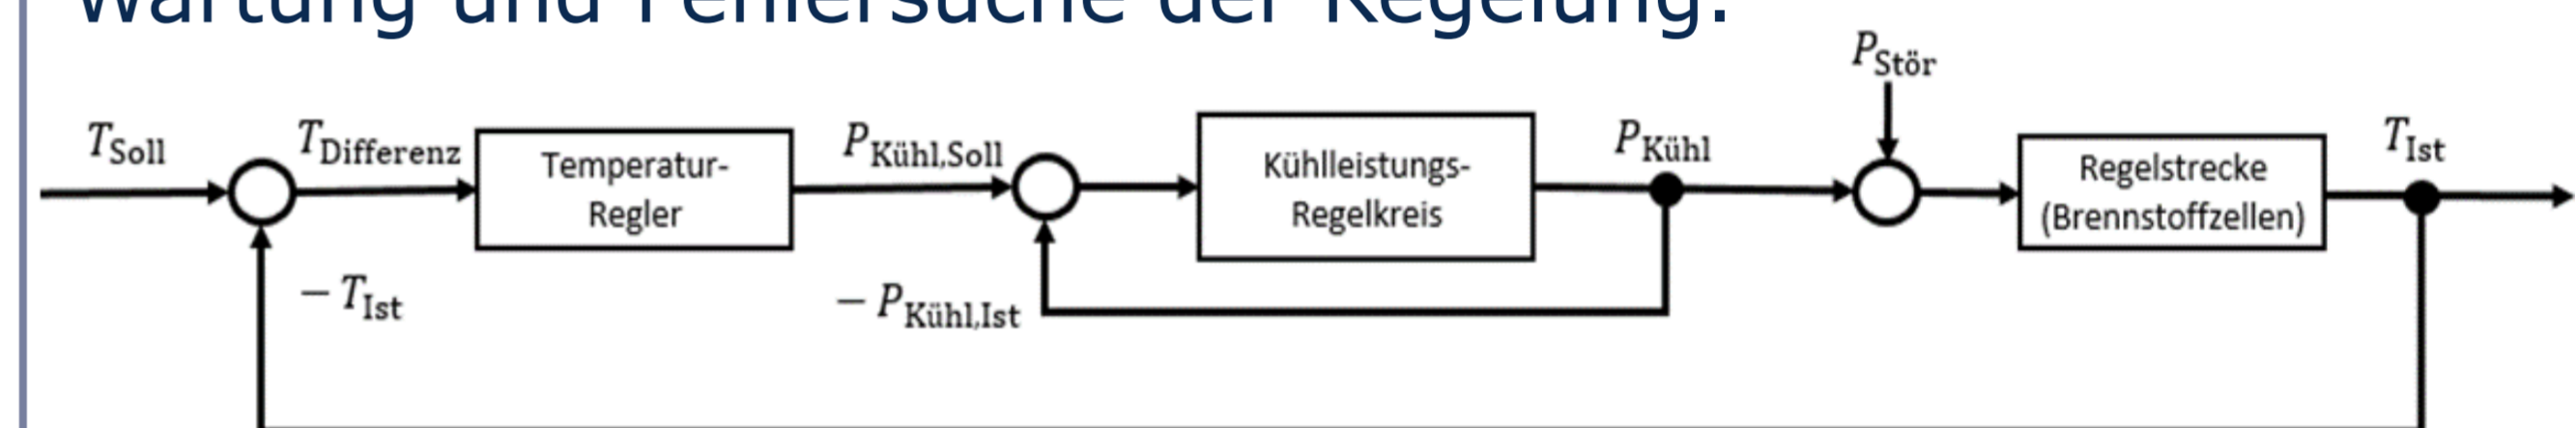 Wartung und Fehlersuche der Regelung.
P_Stör
T_Soll
T_Differenz
Temperatur-
Regler
P_Kühl,Soll
Kühlleistungs-
Regelkreis
P_Kühl
Regelstrecke
(Brennstoffzellen)
T_Ist
− T_Ist
− P_Kühl,Ist